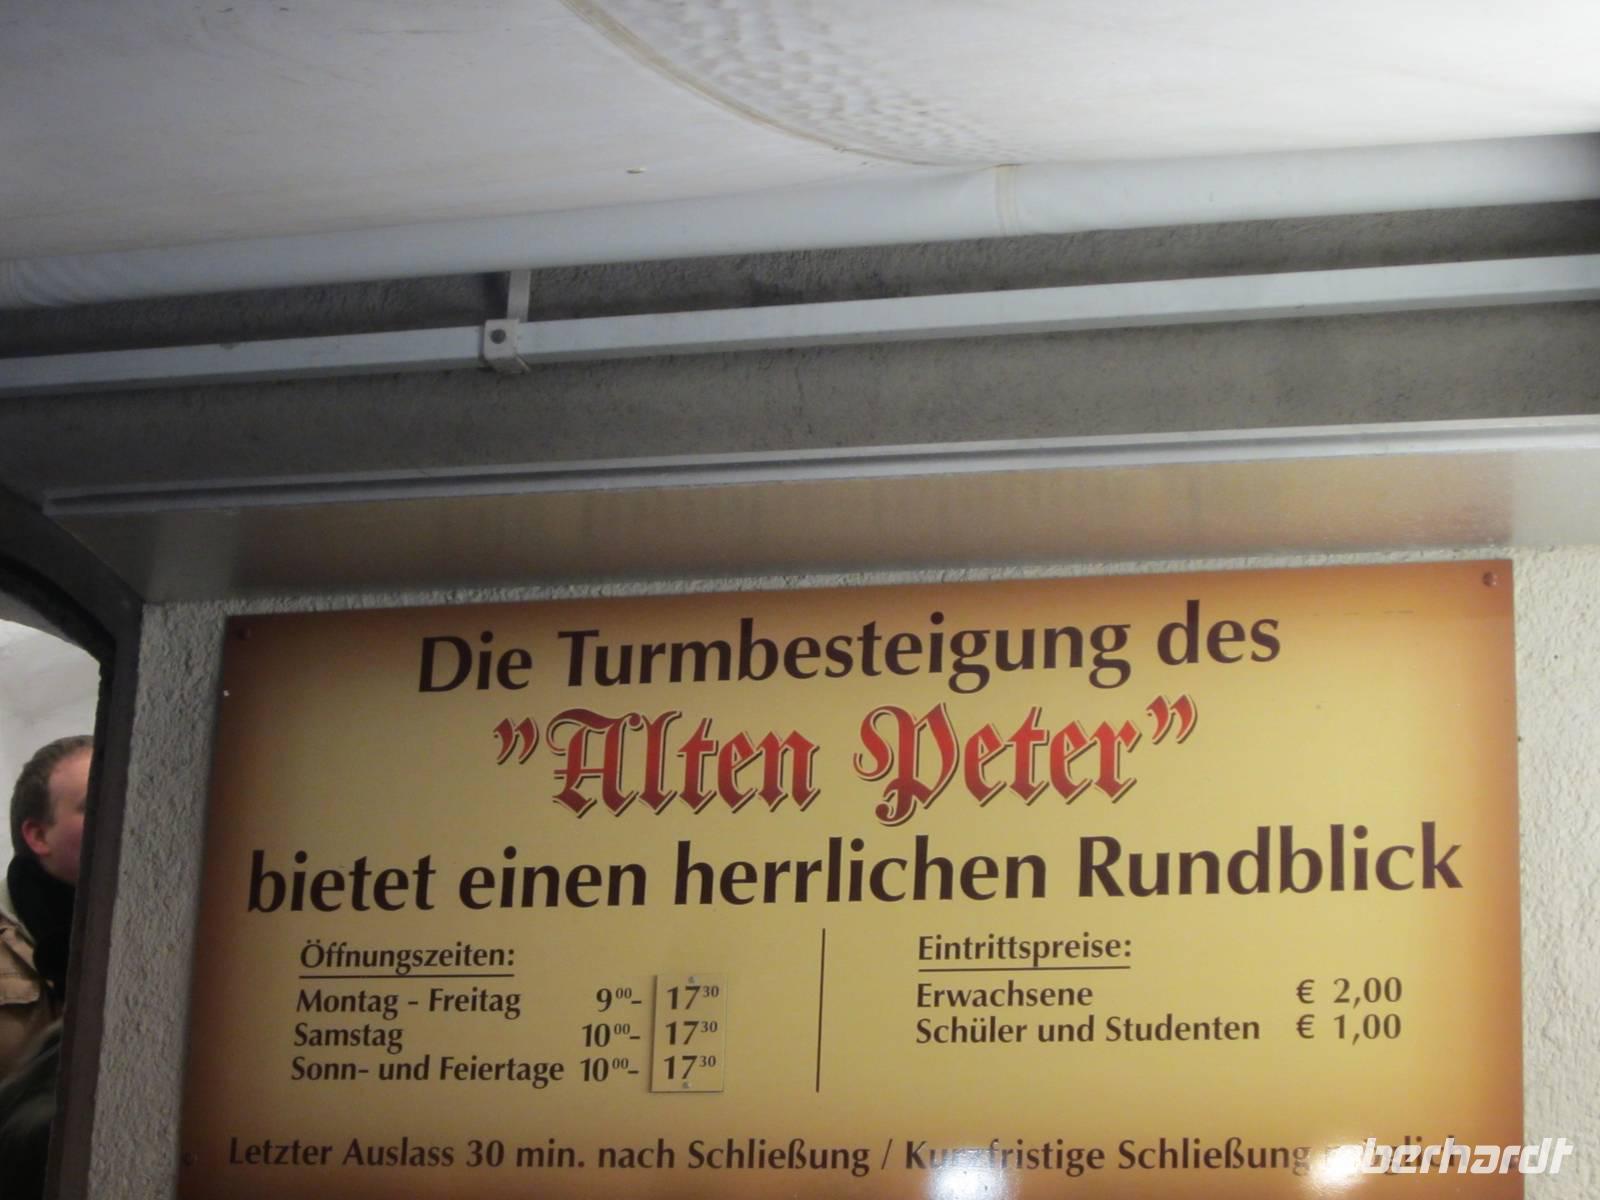 Die Turmbesteigung des
"Alten Peter"
bietet einen herrlichen Rundblick
Öffnungszeiten:
Montag - Freitag 9⁰⁰- 17³⁰
Samstag 10⁰⁰- 17³⁰
Sonn- und Feiertage 10⁰⁰- 17³⁰
Eintrittspreise:
Erwachsene € 2,00
Schüler und Studenten € 1,00
Letzter Auslass 30 min. nach Schließung / Kurzfristige Schließung möglich
berhardt